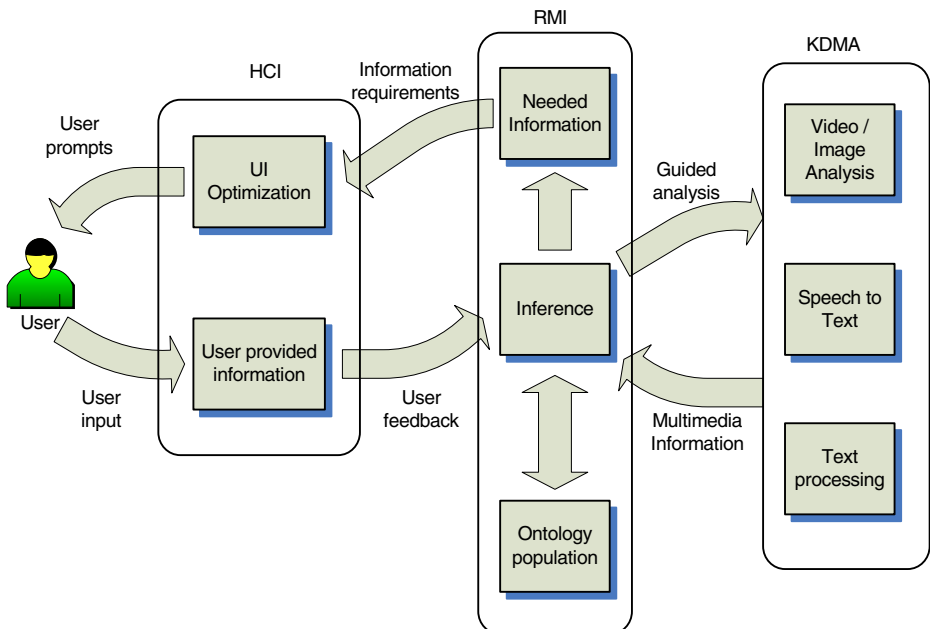 RMI
KDMA
HCI
Information
requirements
Needed
Information
Video /
Image
Analysis
User
prompts
UI
Optimization
Guided
analysis
Inference
Speech to
Text
User
User provided
information
User
input
User
feedback
Multimedia
Information
Text
processing
Ontology
population